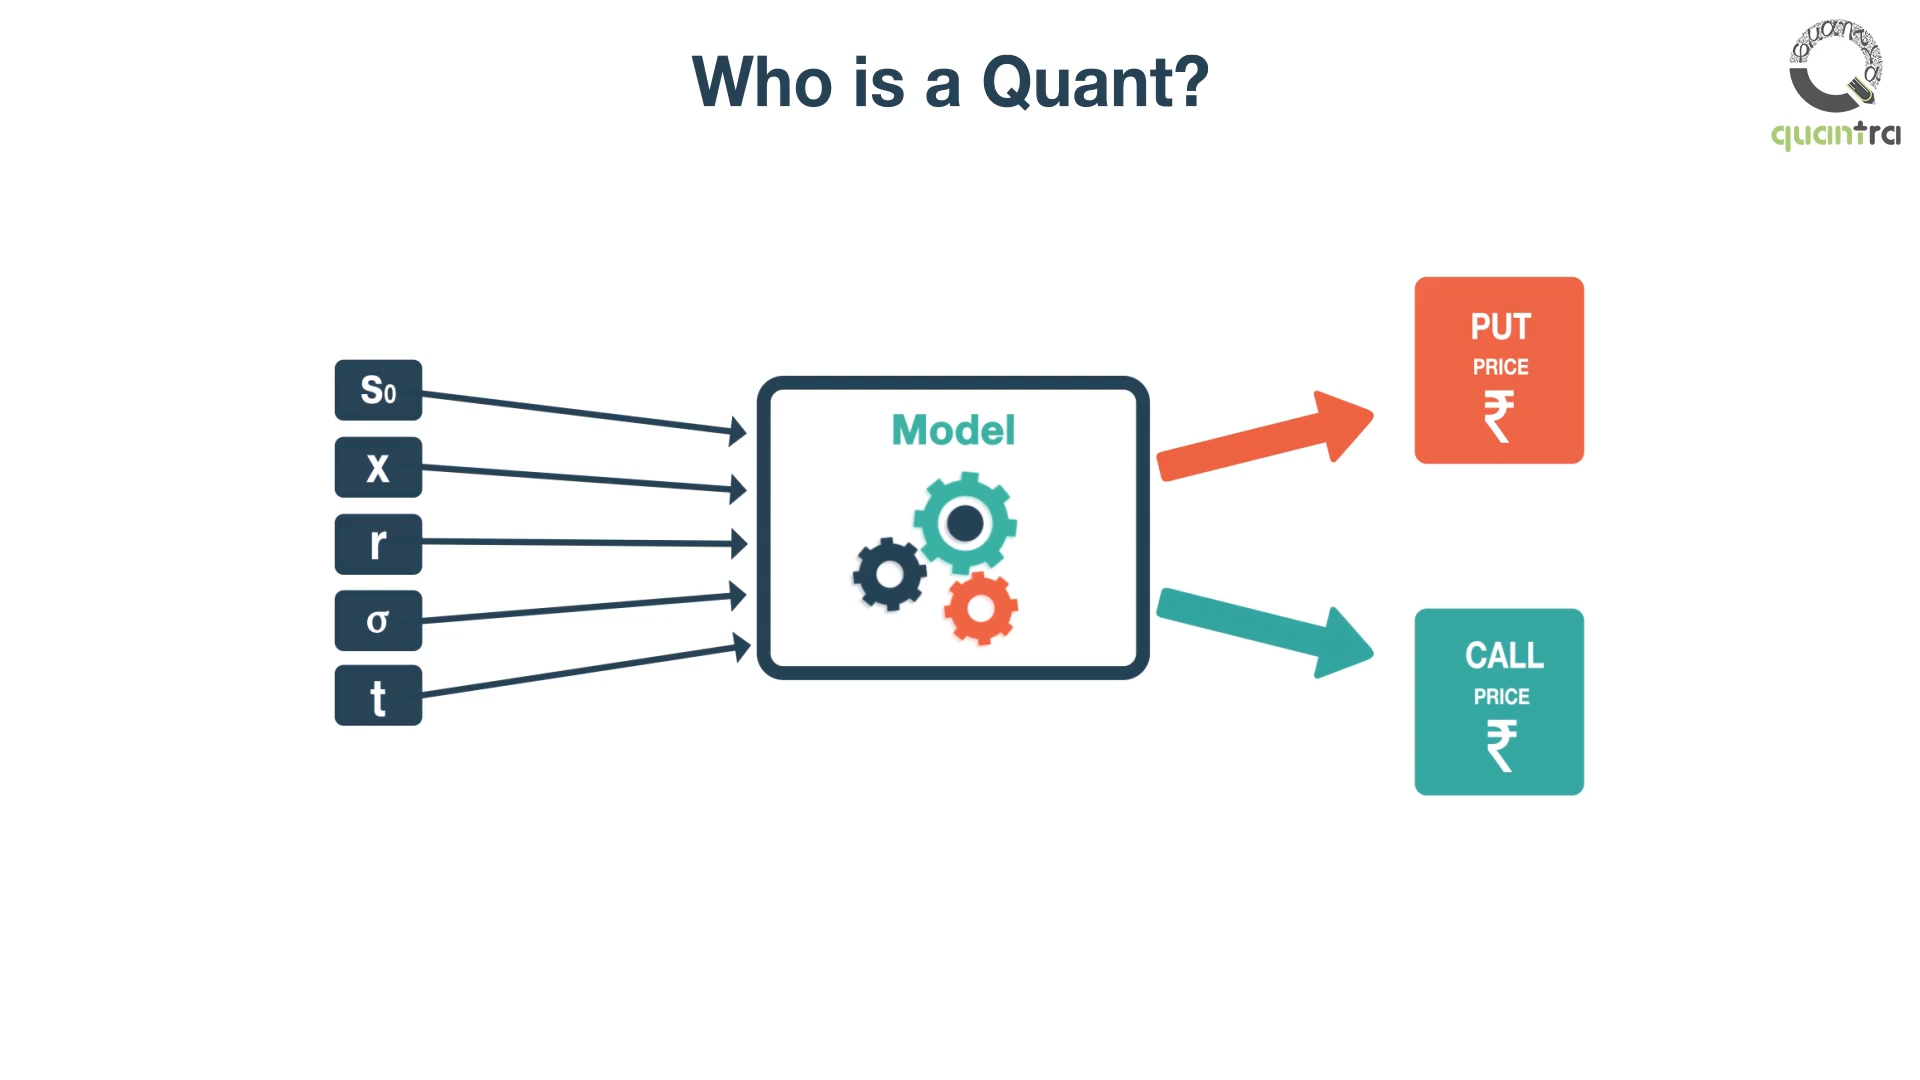 Who is a Quant?
quantra
S0
x
r
σ
t
Model
PUT
PRICE
₹
CALL
PRICE
₹